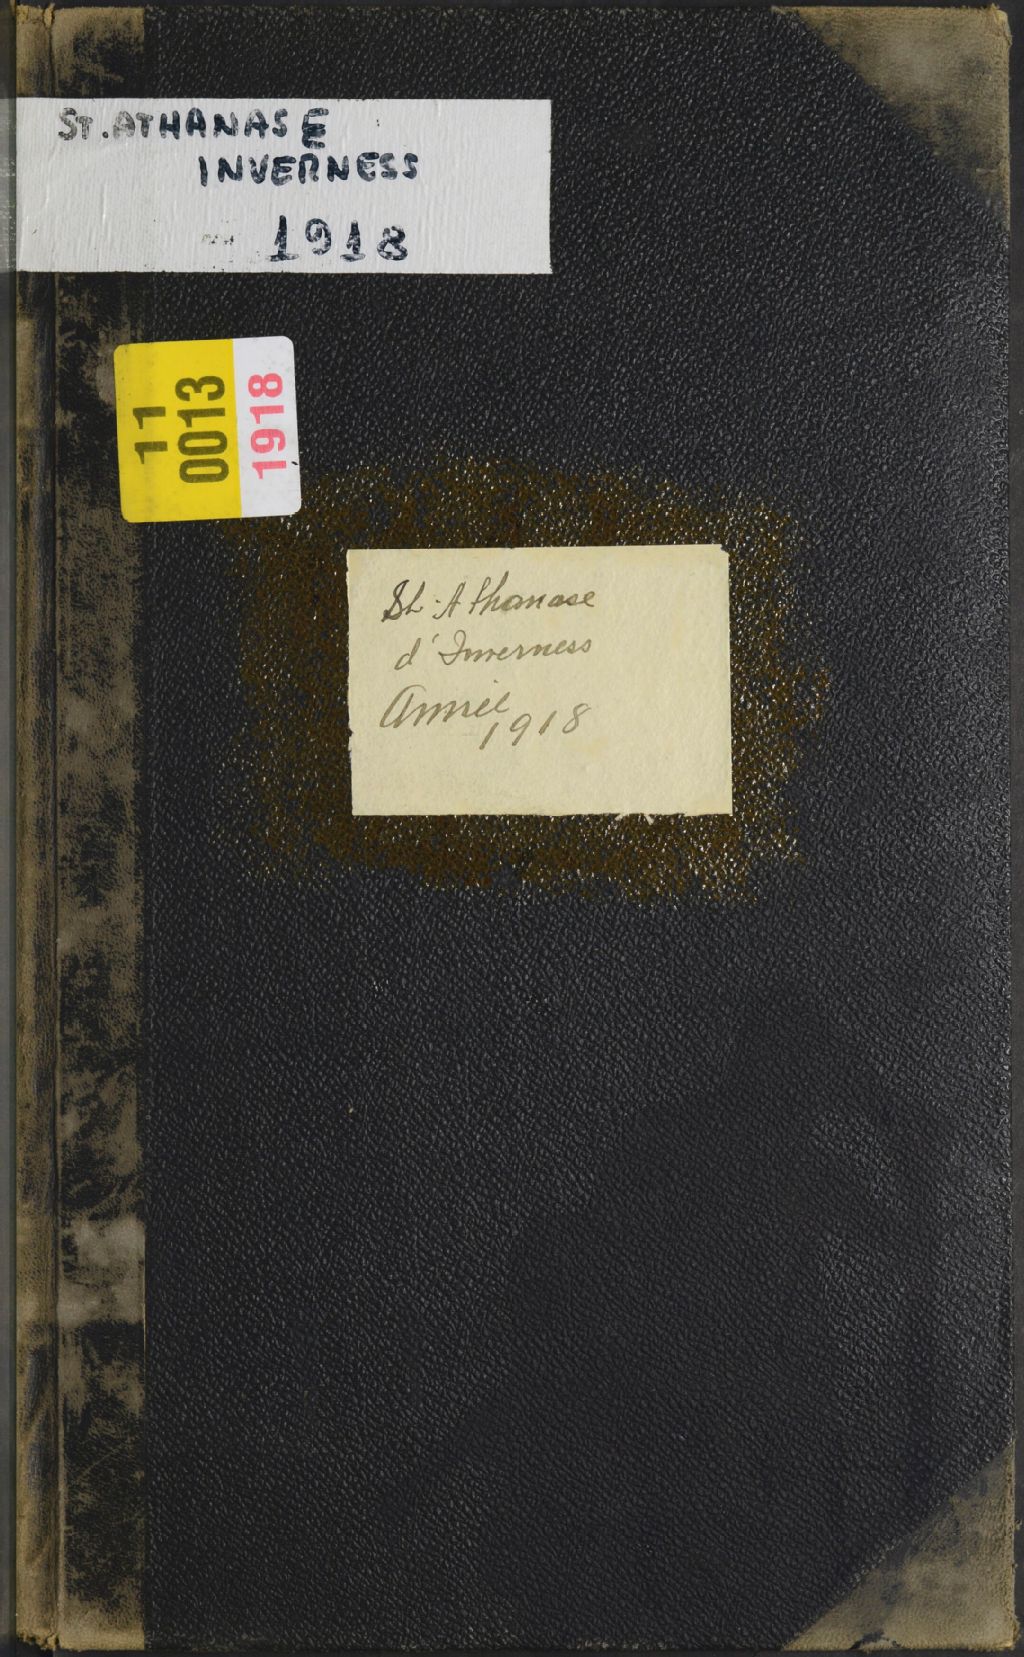 ST. ATHANASE
INVERNESS
1918
11
0013
1918
St-Athanase
d'Inverness
Année
1918